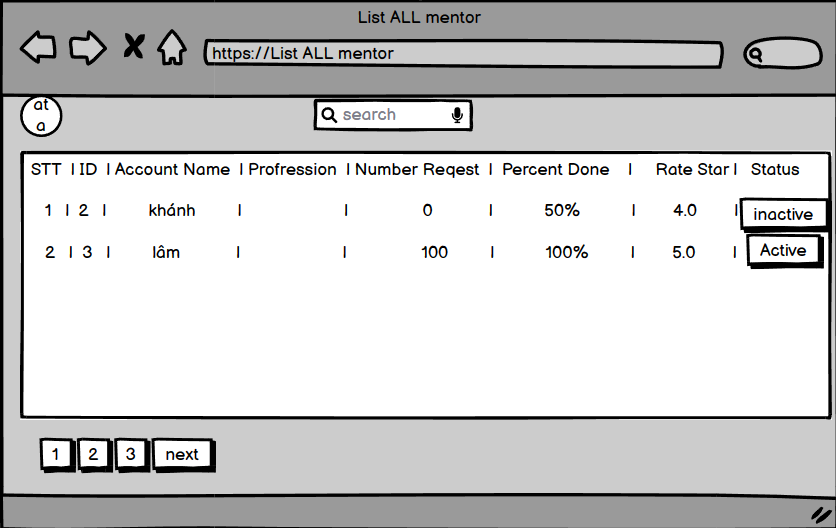 List ALL mentor
https://List ALL mentor
at
a
search
STT | ID | Account Name | Profression | Number Reqest | Percent Done | Rate Star | Status
1 | 2 | khánh | | 0 | 50% | 4.0 | inactive
2 | 3 | lâm | | 100 | 100% | 5.0 | Active
1 2 3 next